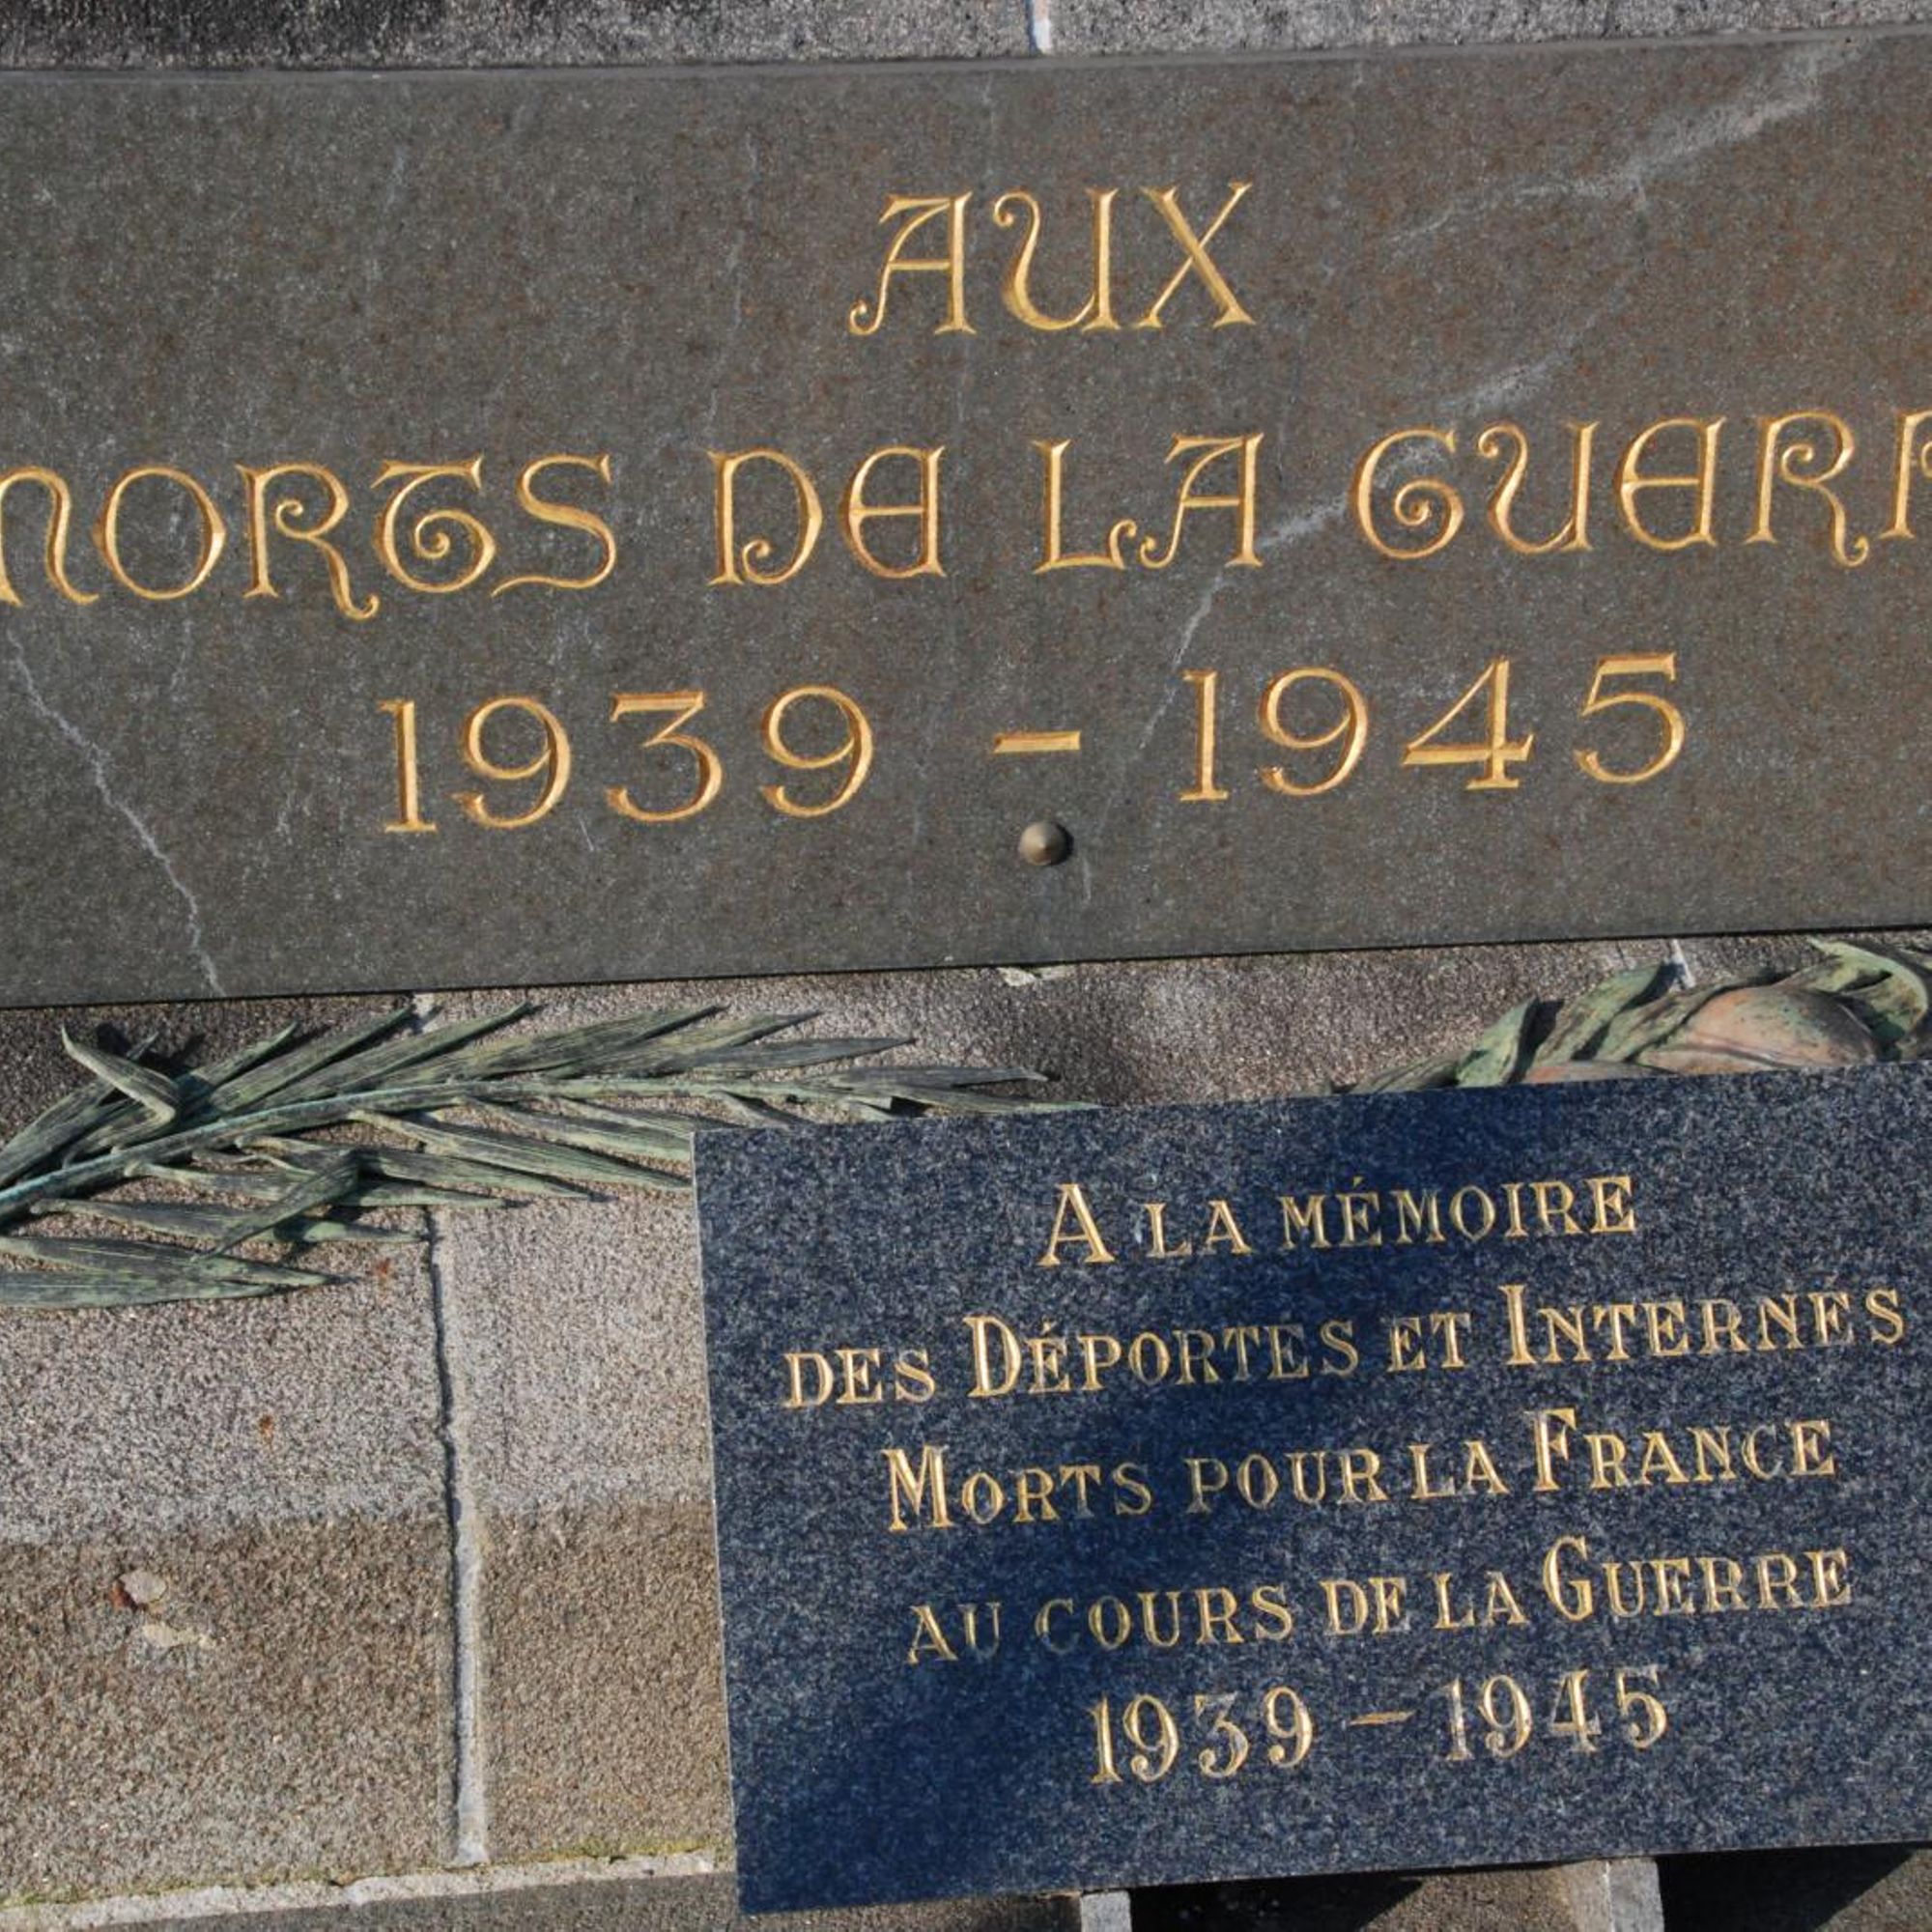 AUX
MORTS DE LA GUERR
1939 - 1945
A LA MÉMOIRE
DES DÉPORTES ET INTERNÉS
MORTS POUR LA FRANCE
AU COURS DE LA GUERRE
1939 - 1945